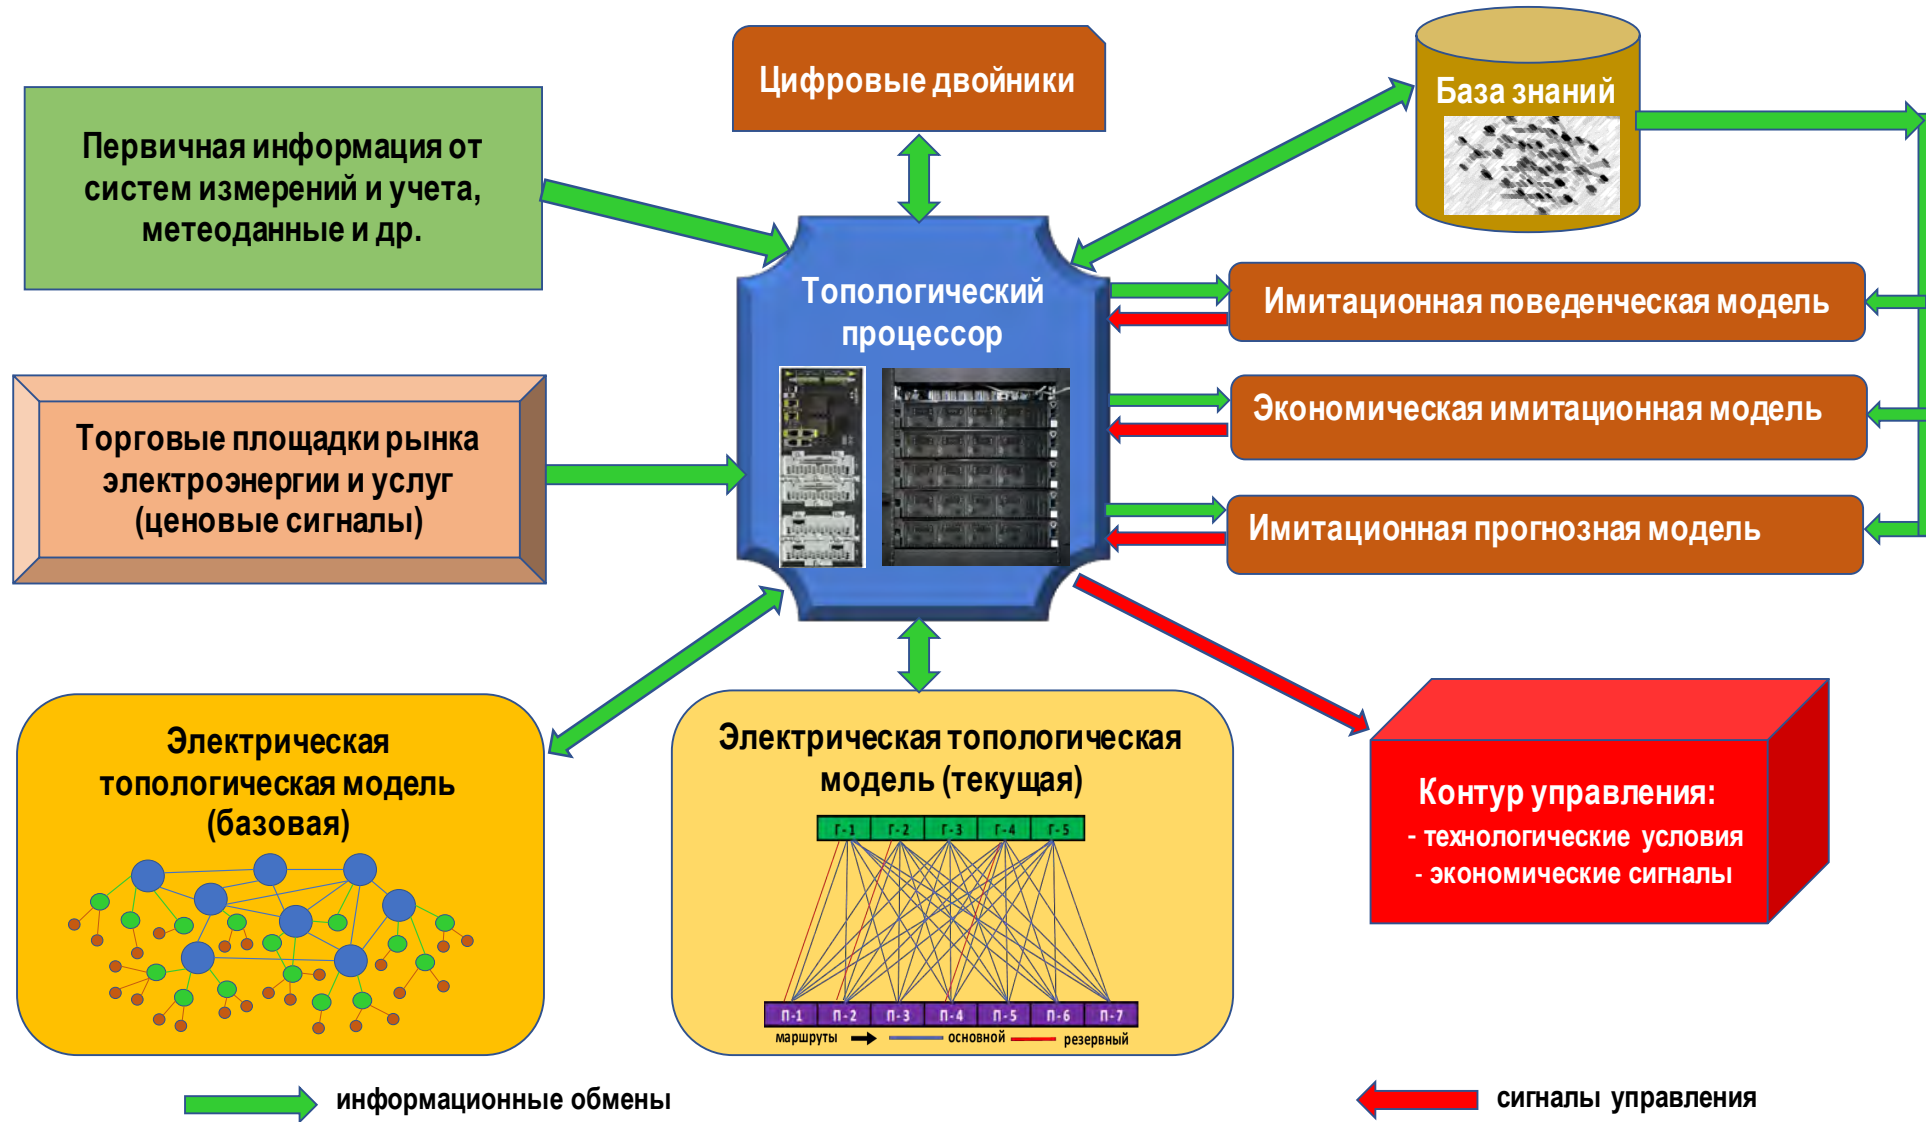 Цифровые двойники
База знаний
Первичная информация от
систем измерений и учета,
метеоданные и др.
Топологический
процессор
Имитационная поведенческая модель
Экономическая имитационная модель
Имитационная прогнозная модель
Торговые площадки рынка
электроэнергии и услуг
(ценовые сигналы)
Электрическая
топологическая модель
(базовая)
Электрическая топологическая
модель (текущая)
Г-1 Г-2 Г-3 Г-4 Г-5
П-1 П-2 П-3 П-4 П-5 П-6 П-7
маршруты основной резервный
Контур управления:
- технологические условия
- экономические сигналы
информационные обмены
сигналы управления